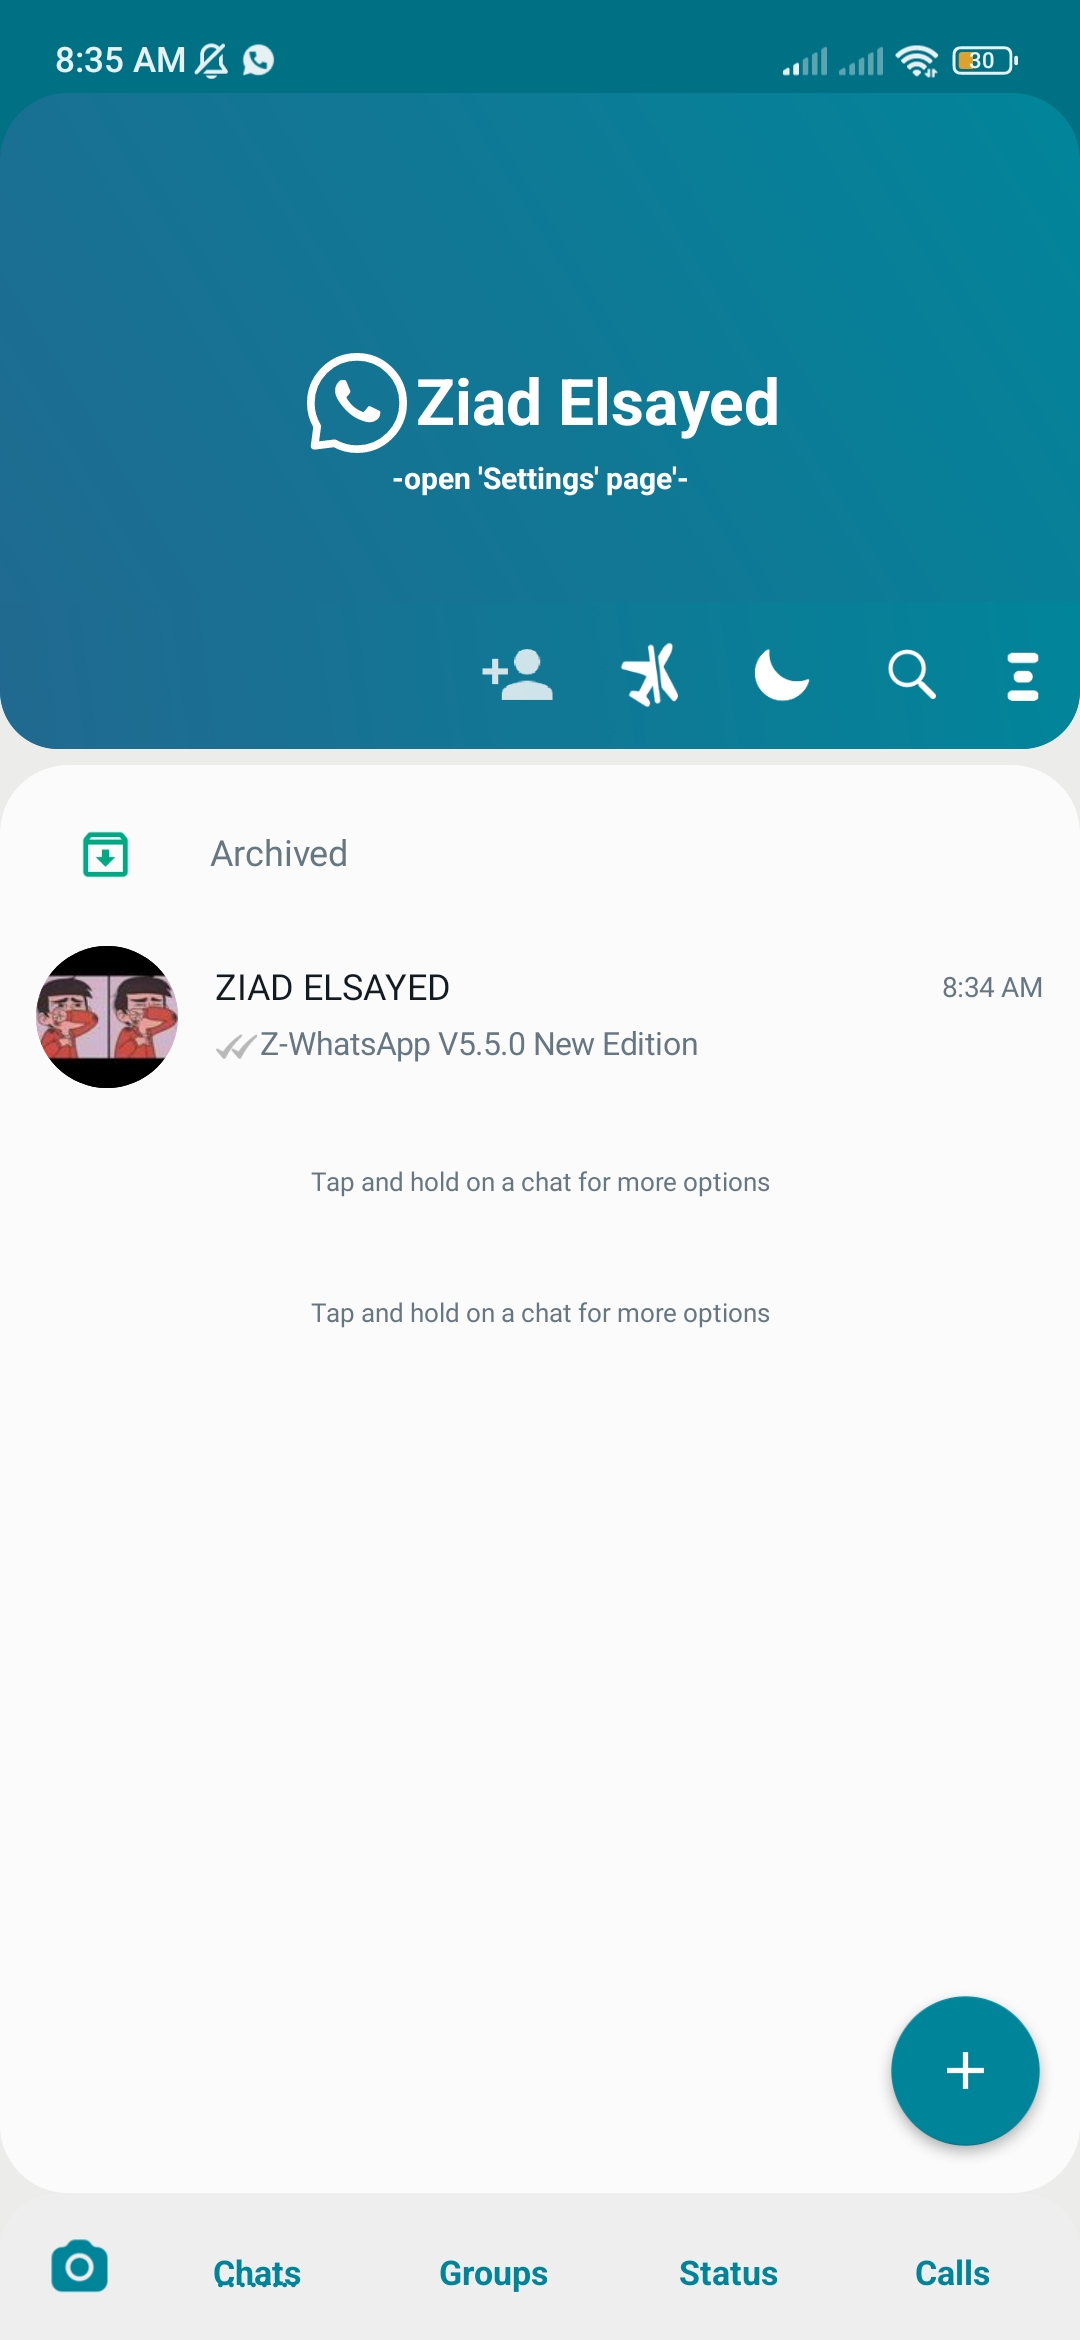 8:35 AM
30
Ziad Elsayed
-open 'Settings' page'-
Archived
ZIAD ELSAYED
8:34 AM
Z-WhatsApp V5.5.0 New Edition
Tap and hold on a chat for more options
Tap and hold on a chat for more options
Chats
Groups
Status
Calls